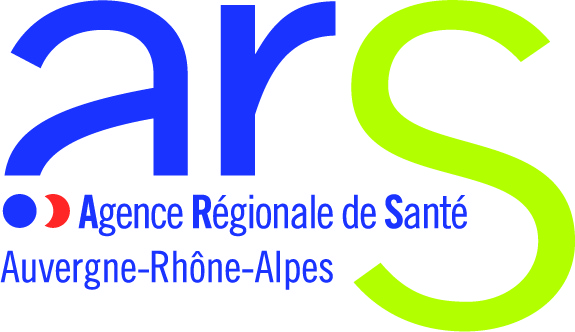 ars
Agence Régionale de Santé
Auvergne-Rhône-Alpes